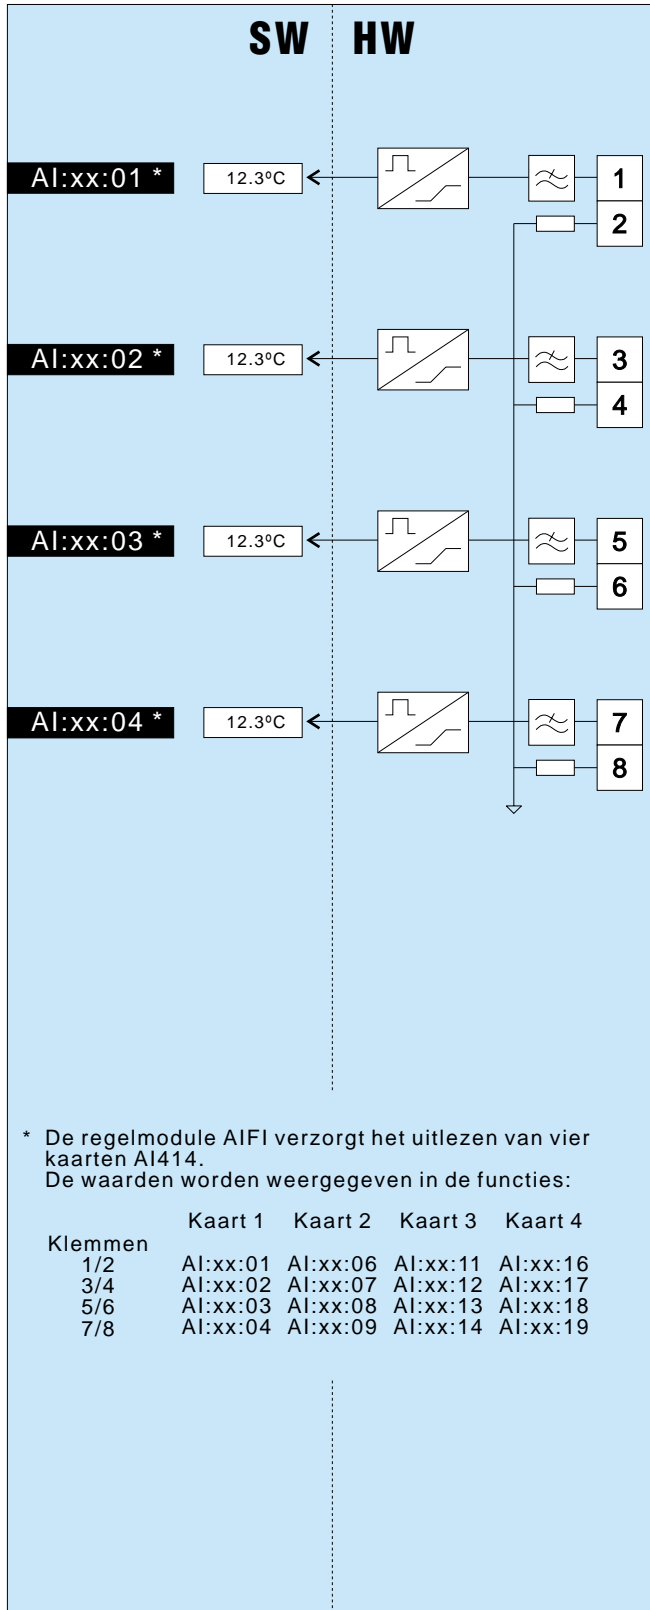 SW HW
AI:xx:01 * 12.3ºC 1
2
AI:xx:02 * 12.3ºC 3
4
AI:xx:03 * 12.3ºC 5
6
AI:xx:04 * 12.3ºC 7
8
* De regelmodule AIFI verzorgt het uitlezen van vier
kaarten AI414.
De waarden worden weergegeven in de functies:
Kaart 1 Kaart 2 Kaart 3 Kaart 4
Klemmen
1/2 AI:xx:01 AI:xx:06 AI:xx:11 AI:xx:16
3/4 AI:xx:02 AI:xx:07 AI:xx:12 AI:xx:17
5/6 AI:xx:03 AI:xx:08 AI:xx:13 AI:xx:18
7/8 AI:xx:04 AI:xx:09 AI:xx:14 AI:xx:19